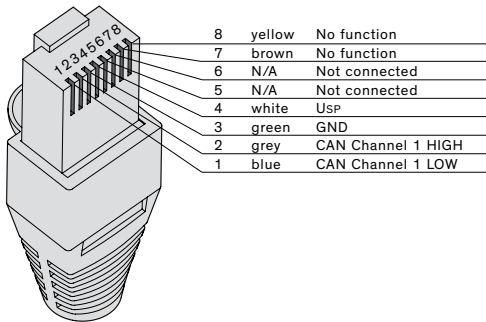 12345678
8 yellow No function
7 brown No function
6 N/A Not connected
5 N/A Not connected
4 white USP
3 green GND
2 grey CAN Channel 1 HIGH
1 blue CAN Channel 1 LOW